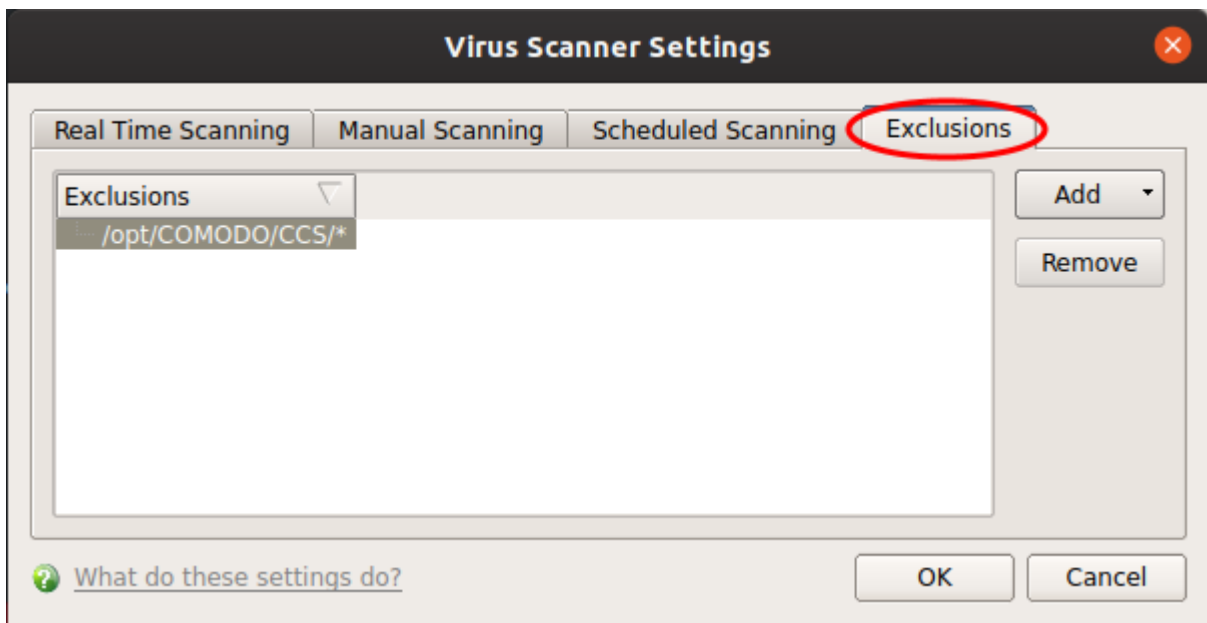 Virus Scanner Settings
Real Time Scanning Manual Scanning Scheduled Scanning Exclusions
Exclusions
Add
/opt/COMODO/CCS/*
Remove
What do these settings do?
OK Cancel